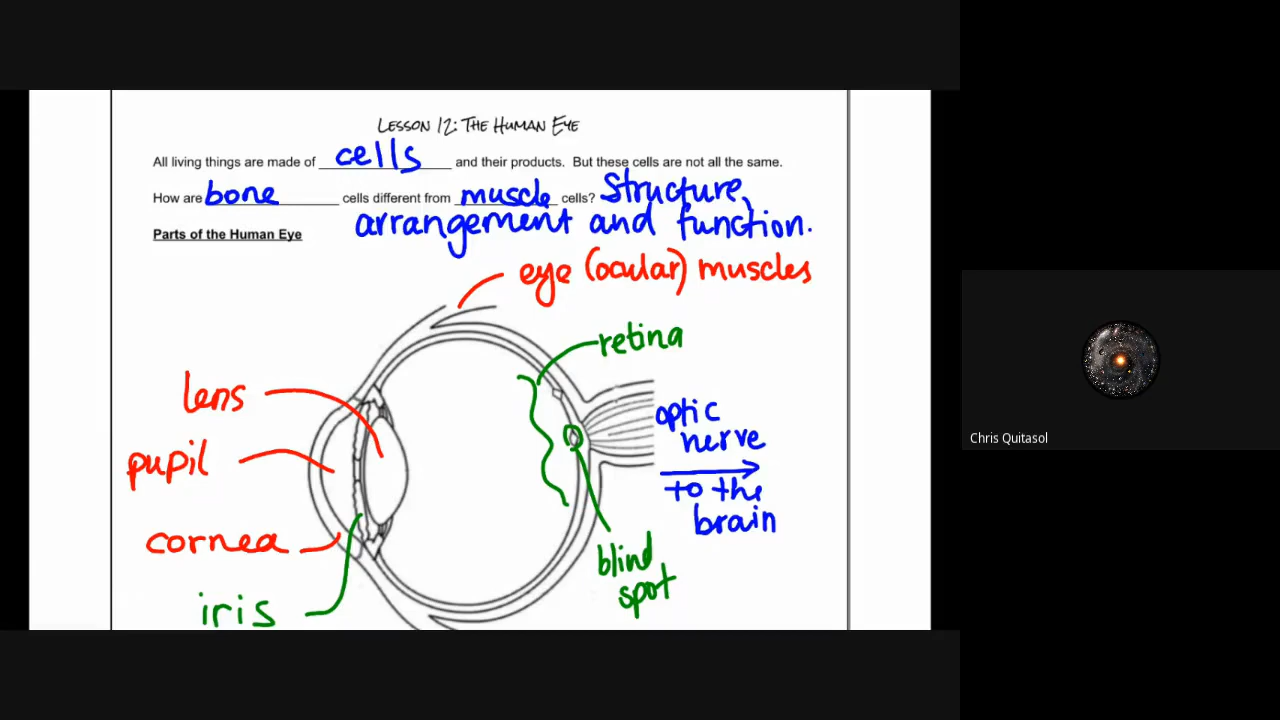 LESSON 12: THE HUMAN EYE
All living things are made of cells and their products. But these cells are not all the same.
How are bone cells different from muscle cells? Structure,
arrangement and function.
Parts of the Human Eye
eye (ocular) muscles
retina
lens
optic
nerve
pupil
to the
brain
cornea
blind
spot
iris
Chris Quitasol